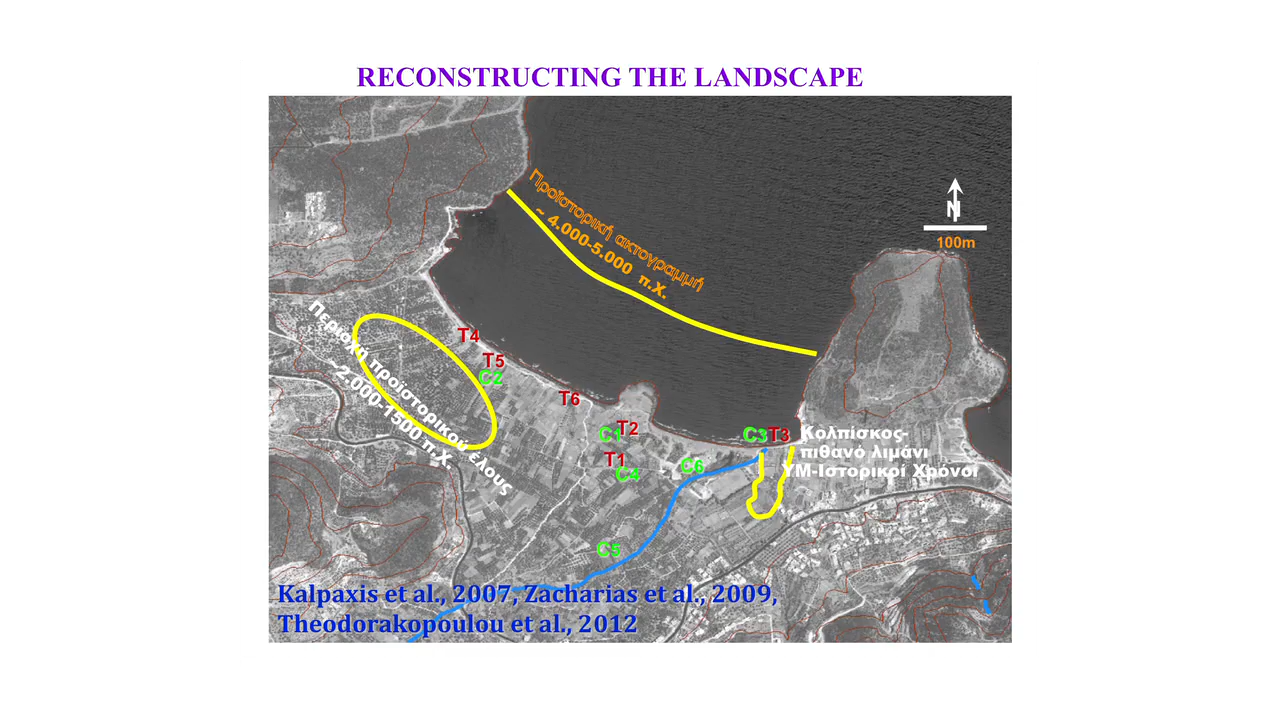 RECONSTRUCTING THE LANDSCAPE
Προϊστορική ακτογραμμή
~ 4.000-5.000 π.Χ.
N
100m
Περιοχή προϊστορικού έλους
~2.000-1500 π.Χ.
T4
T5
C2
T6
C1 T2
T1
C4
C3 T3
C6
C5
Κολπίσκος-
πιθανό λιμάνι
ΥΜ-Ιστορικοί Χρόνοι
Kalpaxis et al., 2007, Zacharias et al., 2009,
Theodorakopoulou et al., 2012